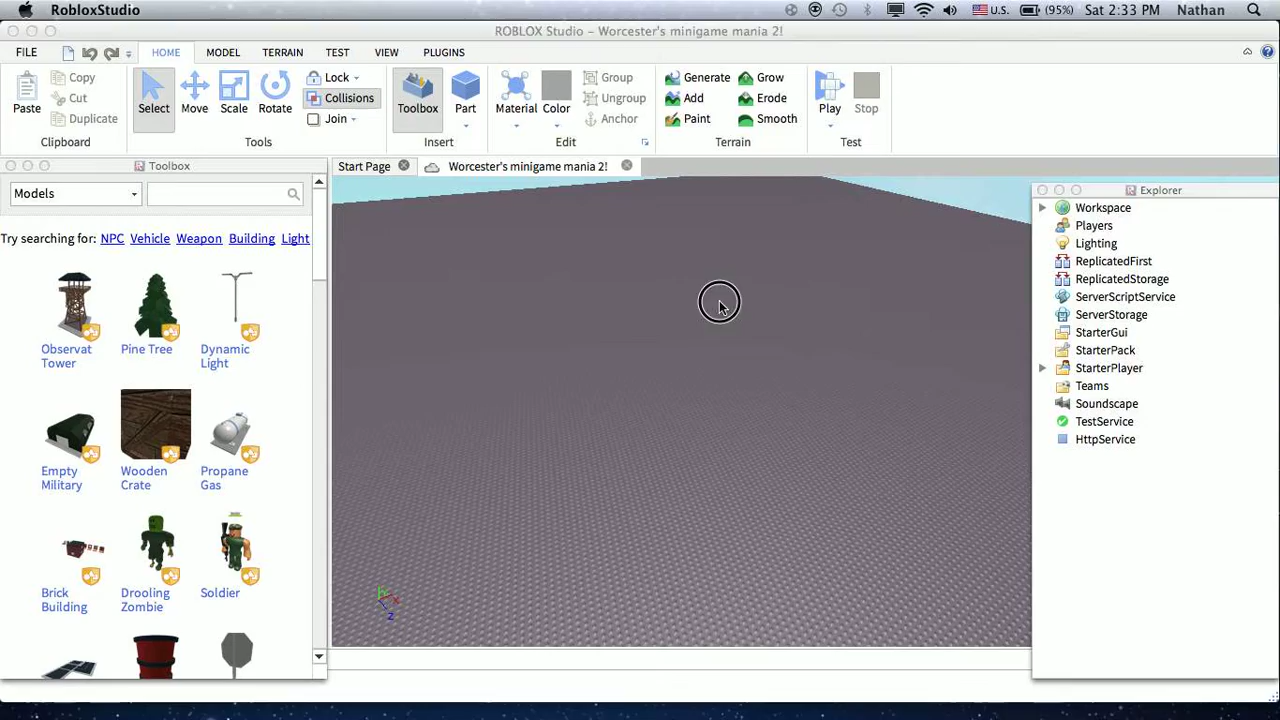 RobloxStudio U.S. (95%) Sat 2:33 PM Nathan
ROBLOX Studio – Worcester's minigame mania 2!
FILE HOME MODEL TERRAIN TEST VIEW PLUGINS
Paste
Copy
Cut
Duplicate
Clipboard
Select
Move
Scale
Rotate
Lock
Collisions
Join
Tools
Toolbox
Part
Insert
Material
Color
Group
Ungroup
Anchor
Edit
Generate
Add
Paint
Grow
Erode
Smooth
Terrain
Play
Stop
Test
Toolbox
Models
Try searching for: NPC Vehicle Weapon Building Light
Observat
Tower
Pine Tree
Dynamic
Light
Empty
Military
Wooden
Crate
Propane
Gas
Brick
Building
Drooling
Zombie
Soldier
Start Page
Worcester's minigame mania 2!
Y
X
Z
Explorer
Workspace
Players
Lighting
ReplicatedFirst
ReplicatedStorage
ServerScriptService
ServerStorage
StarterGui
StarterPack
StarterPlayer
Teams
Soundscape
TestService
HttpService